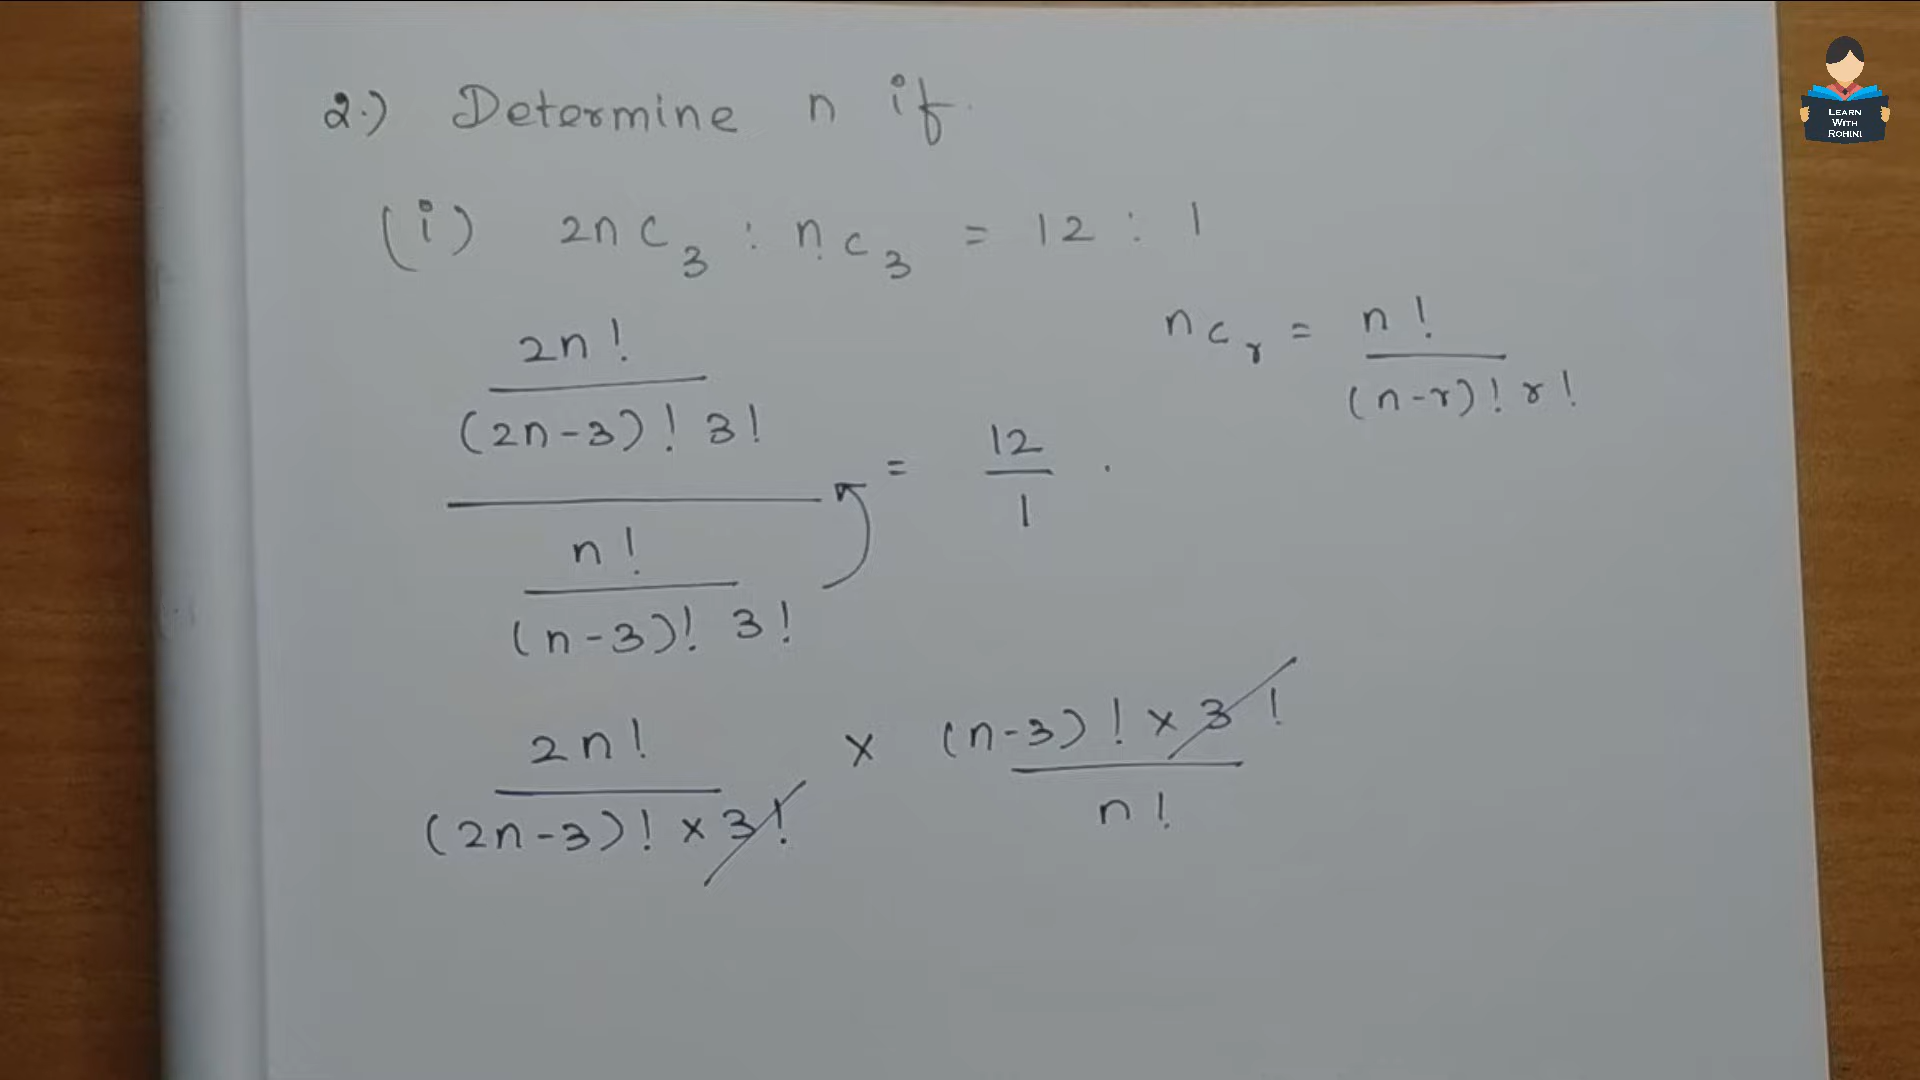 2.) Determine n if
(i) 2nC₃ : nC₃ = 12 : 1
2n!
(2n-3)! 3!
n!
(n-3)! 3!
= 12
1 .
nCr = n!
(n-r)! r!
2n!
(2n-3)! × 3!
× (n-3)! × 3!
n!
LEARN
WITH
ROHINI